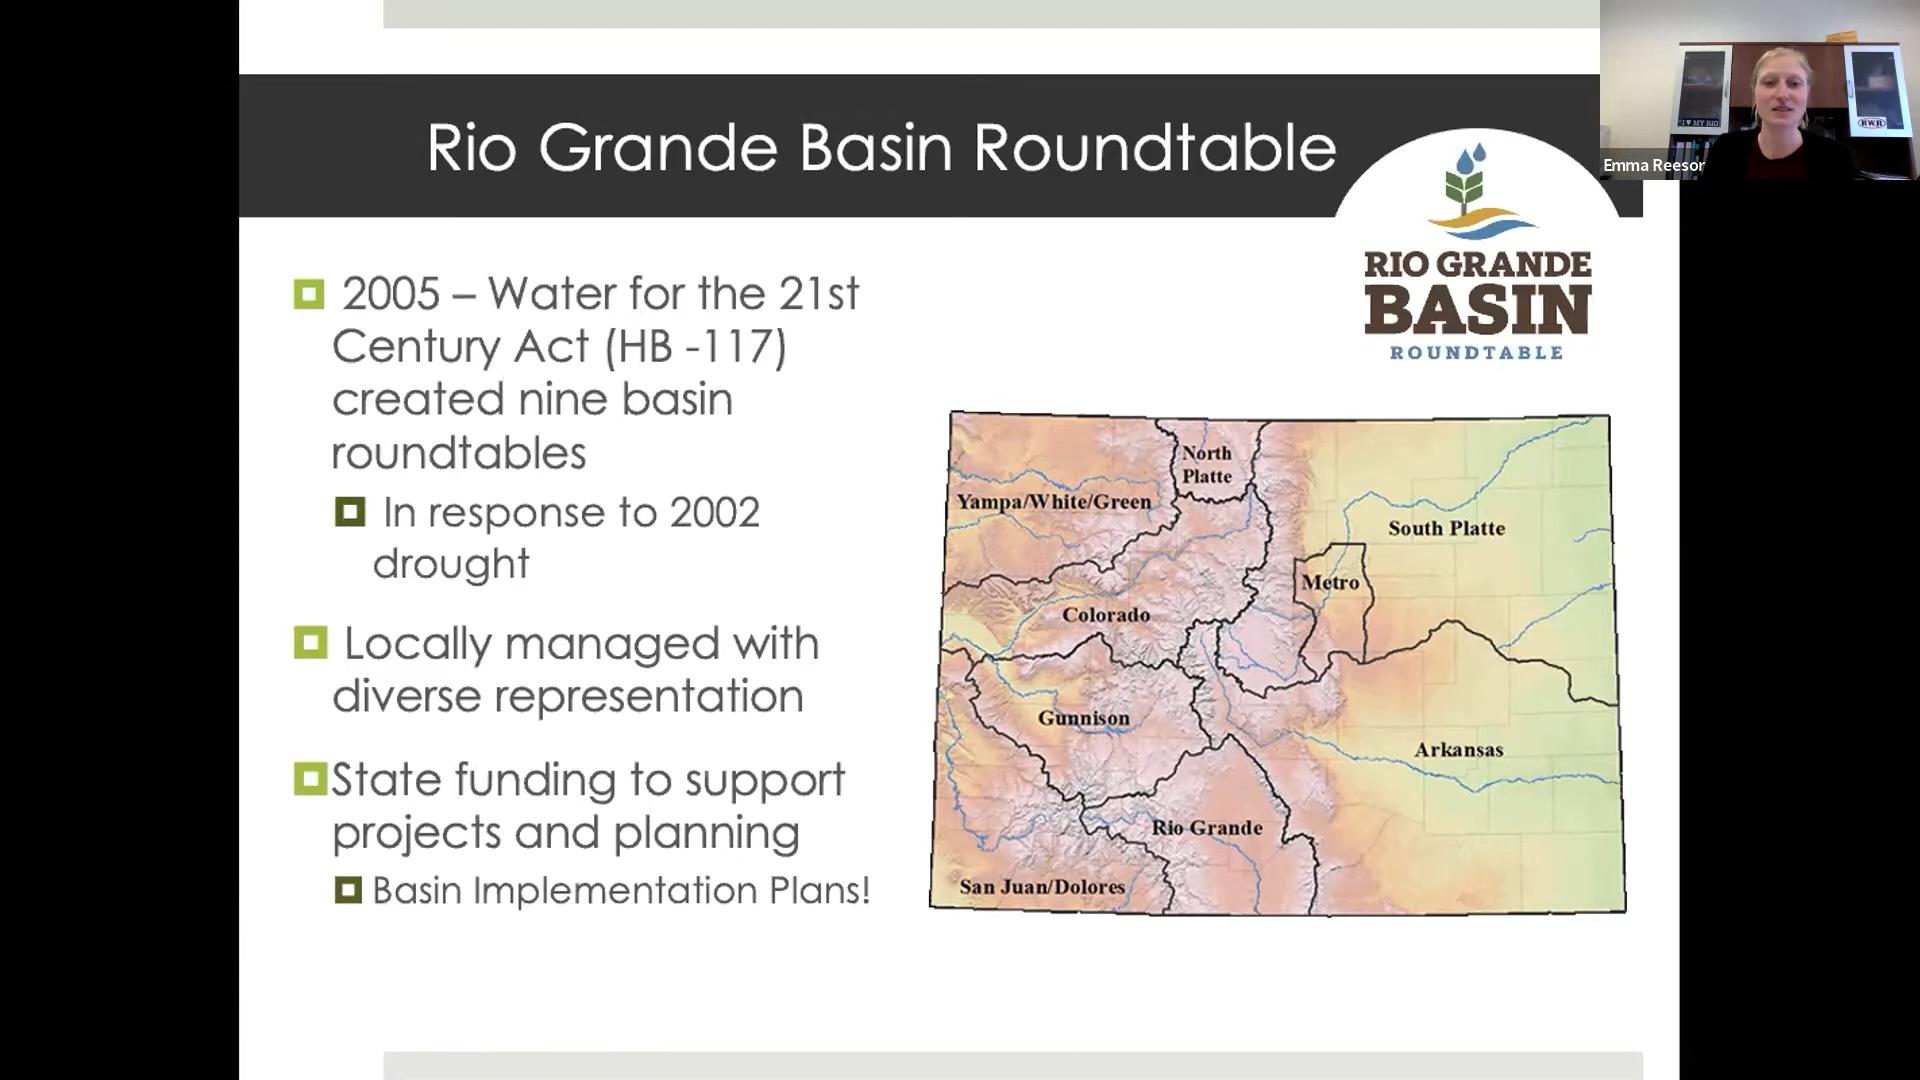 Rio Grande Basin Roundtable
Emma Reesor
I ♥ MY RIO
RWR
RIO GRANDE
BASIN
ROUNDTABLE
2005 – Water for the 21st
Century Act (HB -117)
created nine basin
roundtables
In response to 2002
drought
Locally managed with
diverse representation
State funding to support
projects and planning
Basin Implementation Plans!
North
Platte
Yampa/White/Green
South Platte
Metro
Colorado
Gunnison
Arkansas
Rio Grande
San Juan/Dolores